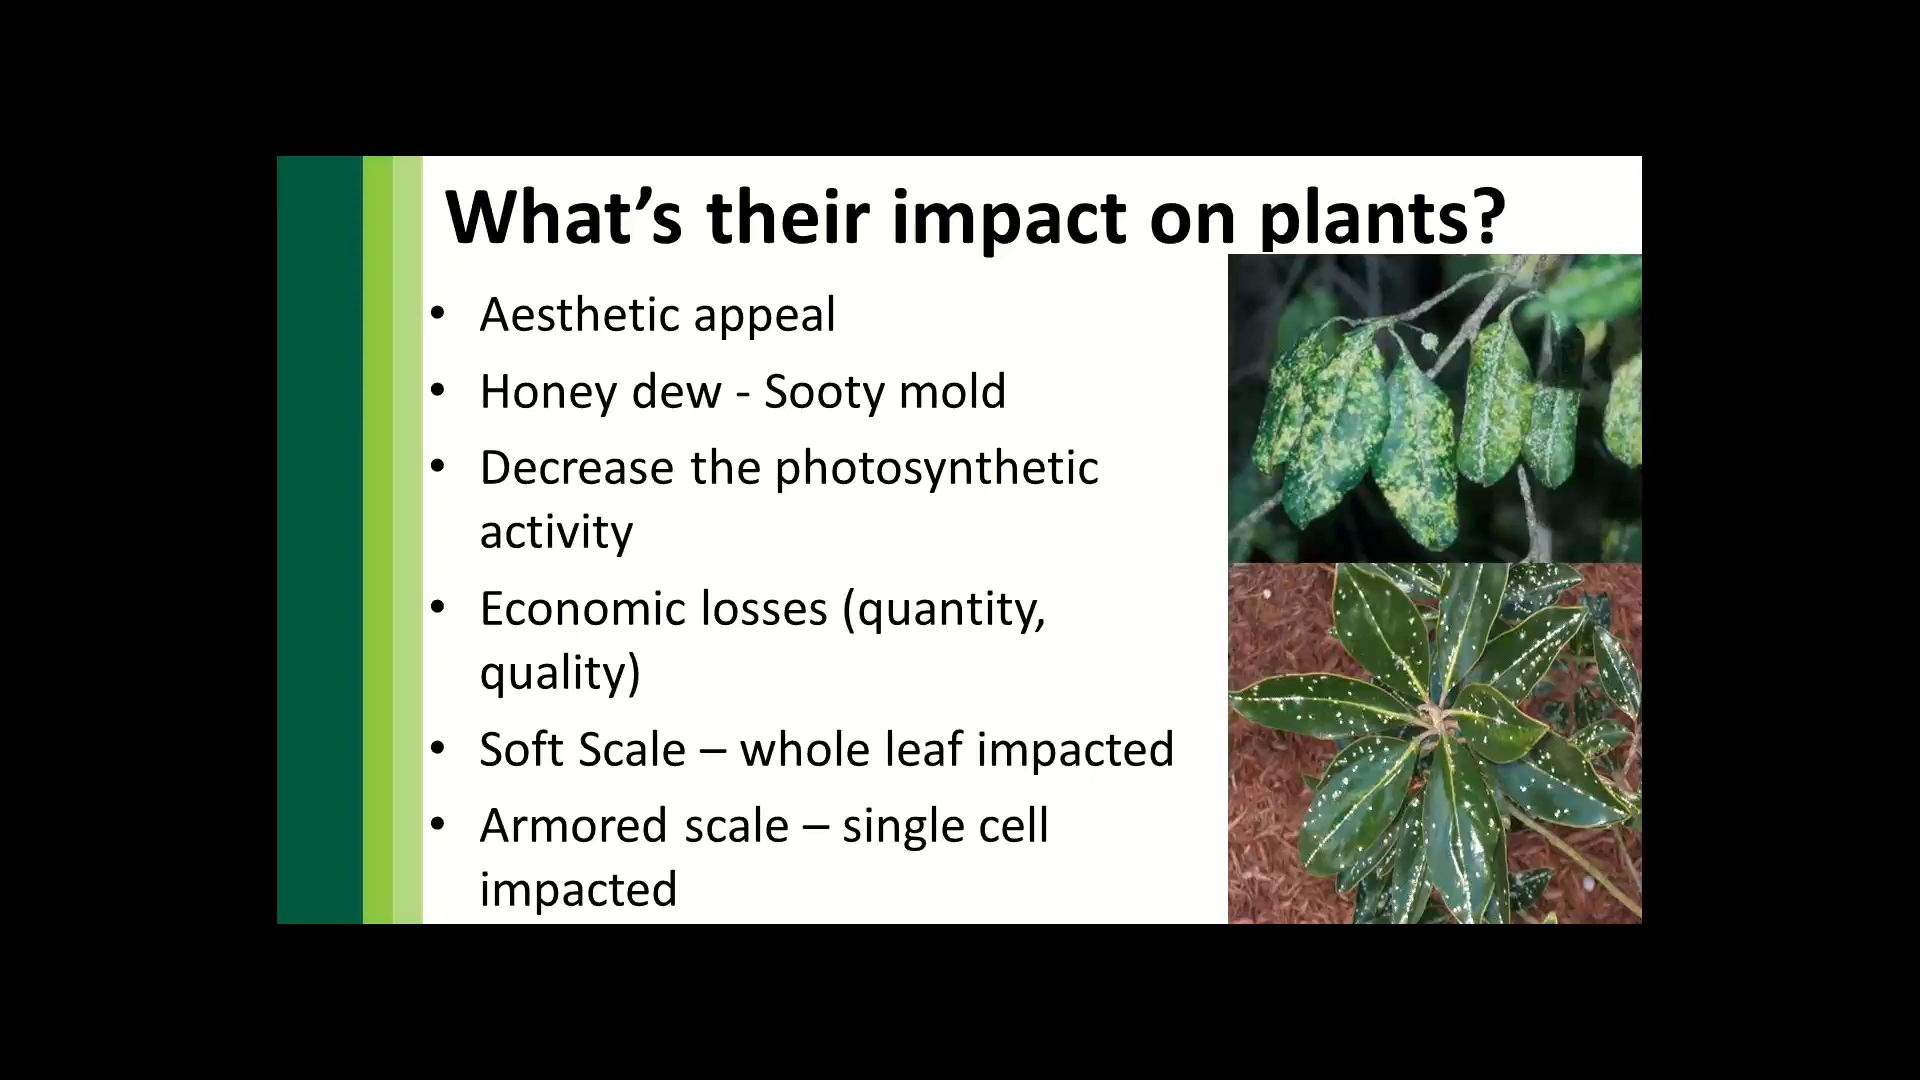 What’s their impact on plants?
• Aesthetic appeal
• Honey dew - Sooty mold
• Decrease the photosynthetic
activity
• Economic losses (quantity,
quality)
• Soft Scale – whole leaf impacted
• Armored scale – single cell
impacted